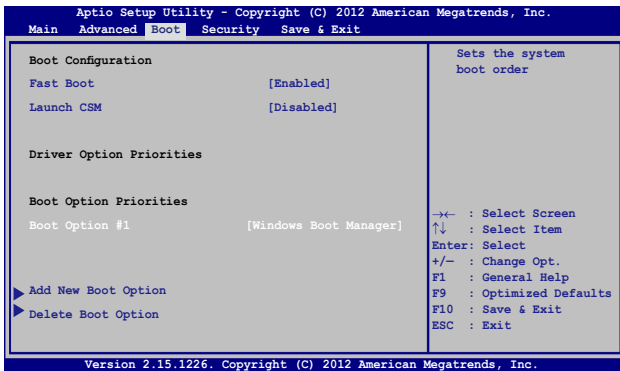 Aptio Setup Utility - Copyright (C) 2012 American Megatrends, Inc.
Main Advanced Boot Security Save & Exit
Boot Configuration
Fast Boot [Enabled]
Launch CSM [Disabled]
Driver Option Priorities
Boot Option Priorities
Boot Option #1 [Windows Boot Manager]
Add New Boot Option
Delete Boot Option
Sets the system
boot order
→← : Select Screen
↑↓ : Select Item
Enter: Select
+/— : Change Opt.
F1 : General Help
F9 : Optimized Defaults
F10 : Save & Exit
ESC : Exit
Version 2.15.1226. Copyright (C) 2012 American Megatrends, Inc.